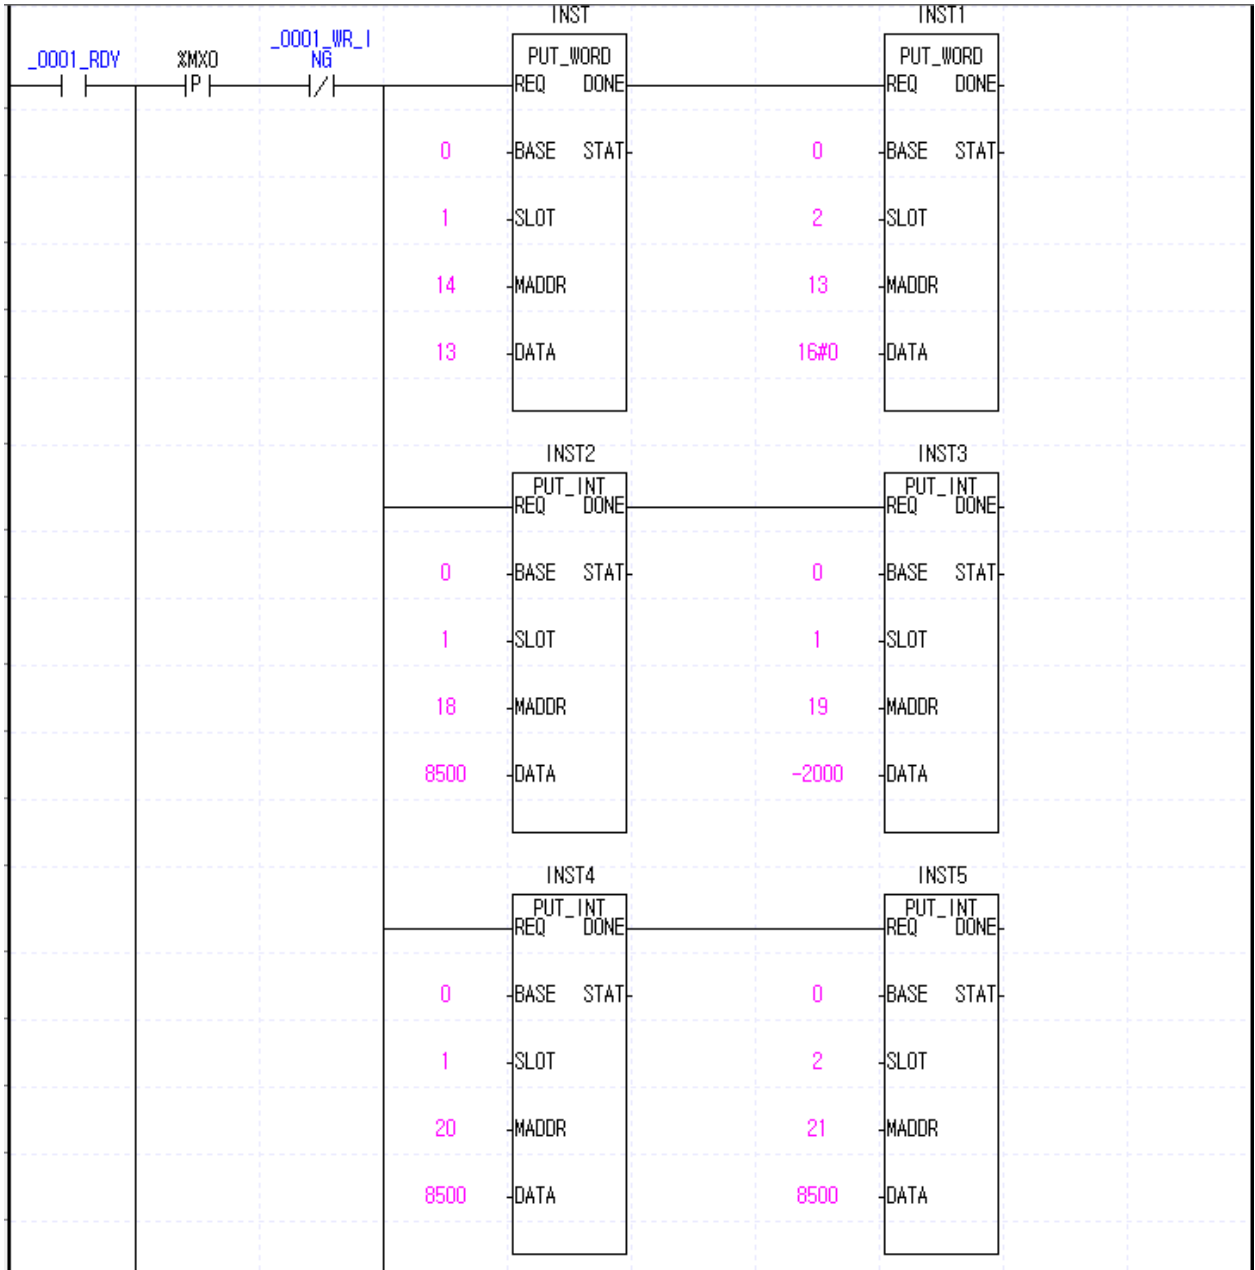 INST INST1
_0001_RDY %MX0 _0001_WR_I
NG
PUT_WORD PUT_WORD
P REQ DONE REQ DONE
0 BASE STAT 0 BASE STAT
1 SLOT 2 SLOT
14 MADDR 13 MADDR
13 DATA 16#0 DATA
INST2 INST3
PUT_INT PUT_INT
REQ DONE REQ DONE
0 BASE STAT 0 BASE STAT
1 SLOT 1 SLOT
18 MADDR 19 MADDR
8500 DATA -2000 DATA
INST4 INST5
PUT_INT PUT_INT
REQ DONE REQ DONE
0 BASE STAT 0 BASE STAT
1 SLOT 2 SLOT
20 MADDR 21 MADDR
8500 DATA 8500 DATA